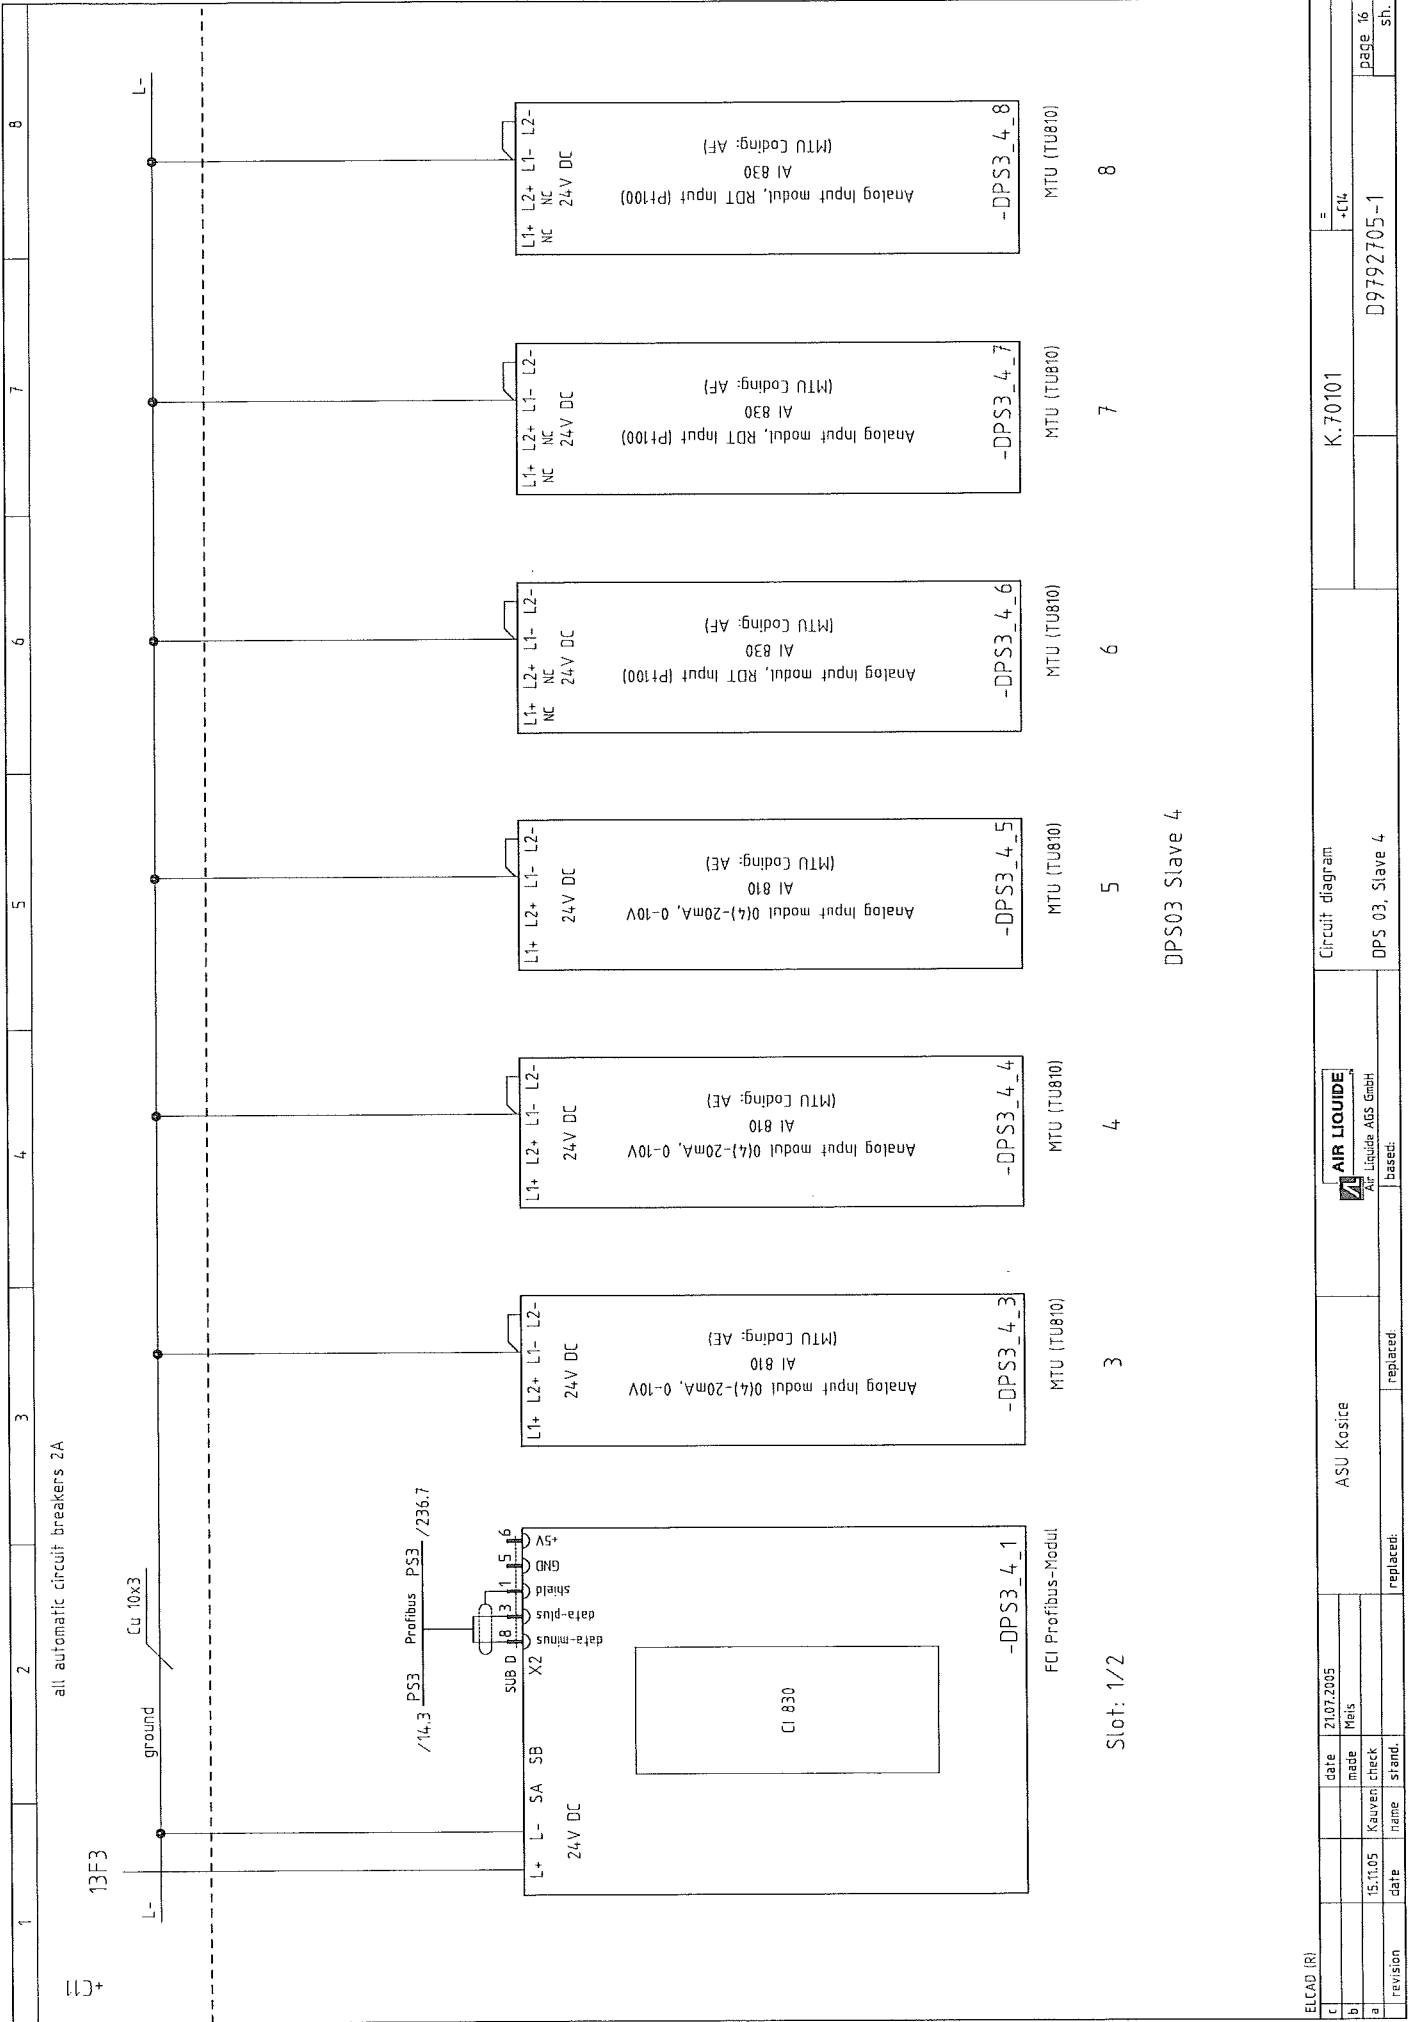 1 2 3 4 5 6 7 8
+C11
all automatic circuit breakers 2A
13F3
L- ground Cu 10x3 L-
/14.3 PS3 Profibus PS3 /236.7
SUB D 8 3 1 5 6
L+ L- SA SB X2 data-minus data-plus shield GND +5V
24V DC
CI 830
-DPS3_4_1
FCI Profibus-Modul
Slot: 1/2
L1+ L2+ L1- L2-
24V DC
Analog Input modul 0(4)-20mA, 0-10V
AI 810
(MTU Coding: AE)
-DPS3_4_3
MTU (TU810)
3
L1+ L2+ L1- L2-
24V DC
Analog Input modul 0(4)-20mA, 0-10V
AI 810
(MTU Coding: AE)
-DPS3_4_4
MTU (TU810)
4
L1+ L2+ L1- L2-
24V DC
Analog Input modul 0(4)-20mA, 0-10V
AI 810
(MTU Coding: AE)
-DPS3_4_5
MTU (TU810)
5
L1+ L2+ L1- L2-
NC NC
24V DC
Analog Input modul, RDT Input (Pt100)
AI 830
(MTU Coding: AF)
-DPS3_4_6
MTU (TU810)
6
L1+ L2+ L1- L2-
NC NC
24V DC
Analog Input modul, RDT Input (Pt100)
AI 830
(MTU Coding: AF)
-DPS3_4_7
MTU (TU810)
7
L1+ L2+ L1- L2-
NC NC
24V DC
Analog Input modul, RDT Input (Pt100)
AI 830
(MTU Coding: AF)
-DPS3_4_8
MTU (TU810)
8
DPS03 Slave 4
ELCAD (R)
c date 21.07.2005
b made Meis
a 15.11.05 Kauven check
revision date name stand.
ASU Kosice
replaced: replaced: based:
AIR LIQUIDE
Air Liquide AGS GmbH
Circuit diagram
DPS 03, Slave 4
K.70101
=
+C14
D9792705-1
page 16
sh.